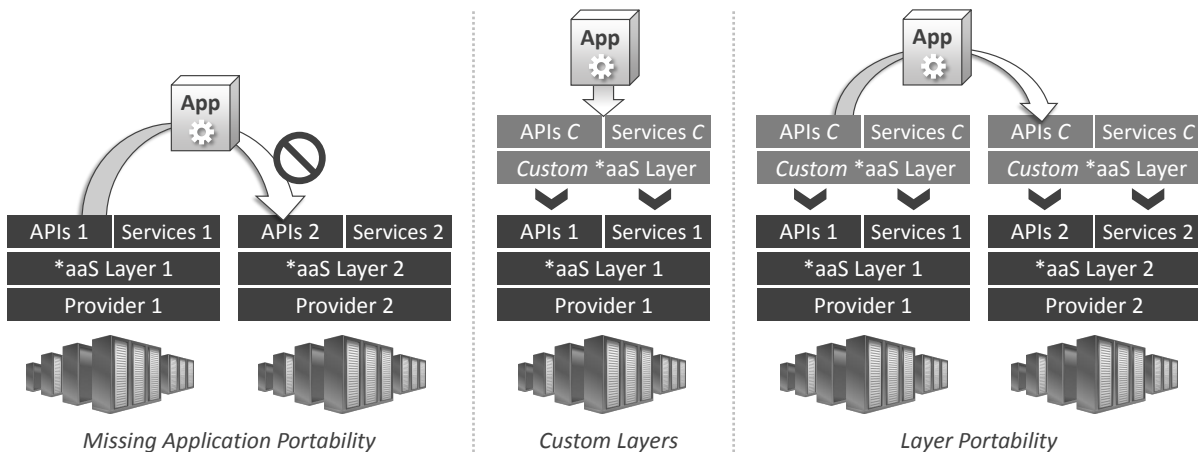 App
APIs 1 Services 1
*aaS Layer 1
Provider 1
APIs 2 Services 2
*aaS Layer 2
Provider 2
Missing Application Portability
App
APIs C Services C
Custom *aaS Layer
APIs 1 Services 1
*aaS Layer 1
Provider 1
Custom Layers
App
APIs C Services C
Custom *aaS Layer
APIs 1 Services 1
*aaS Layer 1
Provider 1
APIs C Services C
Custom *aaS Layer
APIs 2 Services 2
*aaS Layer 2
Provider 2
Layer Portability